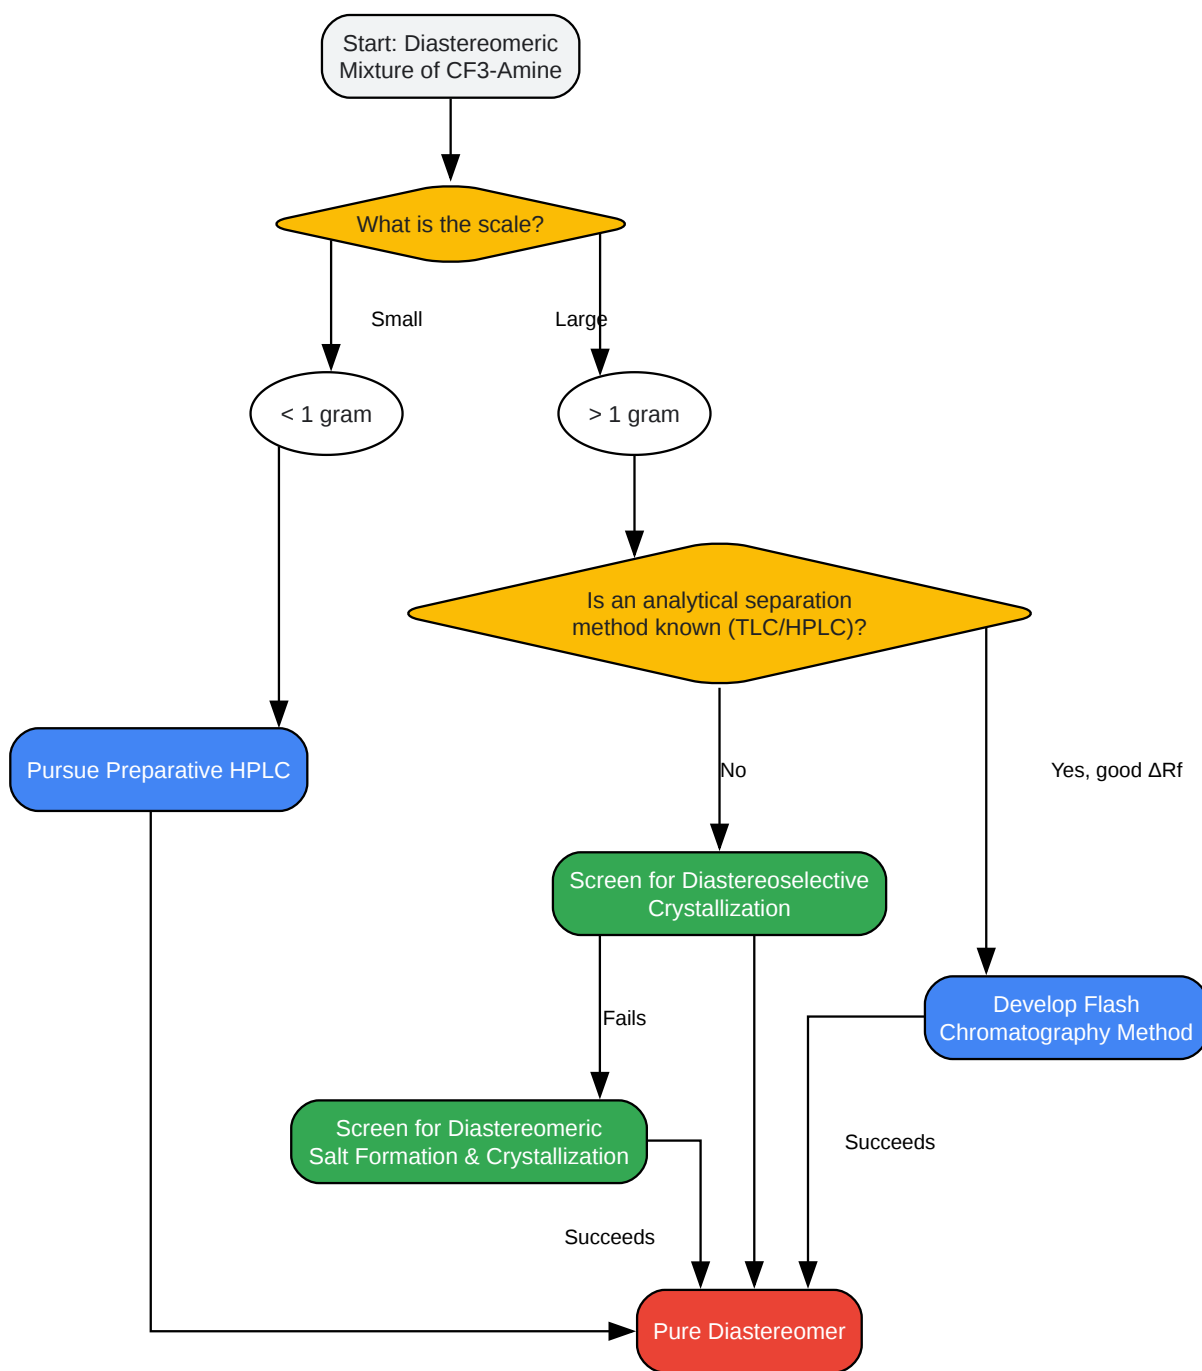 Start: Diastereomeric
Mixture of CF3-Amine
What is the scale?
Small
Large
< 1 gram
> 1 gram
Is an analytical separation
method known (TLC/HPLC)?
Pursue Preparative HPLC
No
Yes, good ΔRf
Screen for Diastereoselective
Crystallization
Develop Flash
Chromatography Method
Fails
Screen for Diastereomeric
Salt Formation & Crystallization
Succeeds
Succeeds
Pure Diastereomer